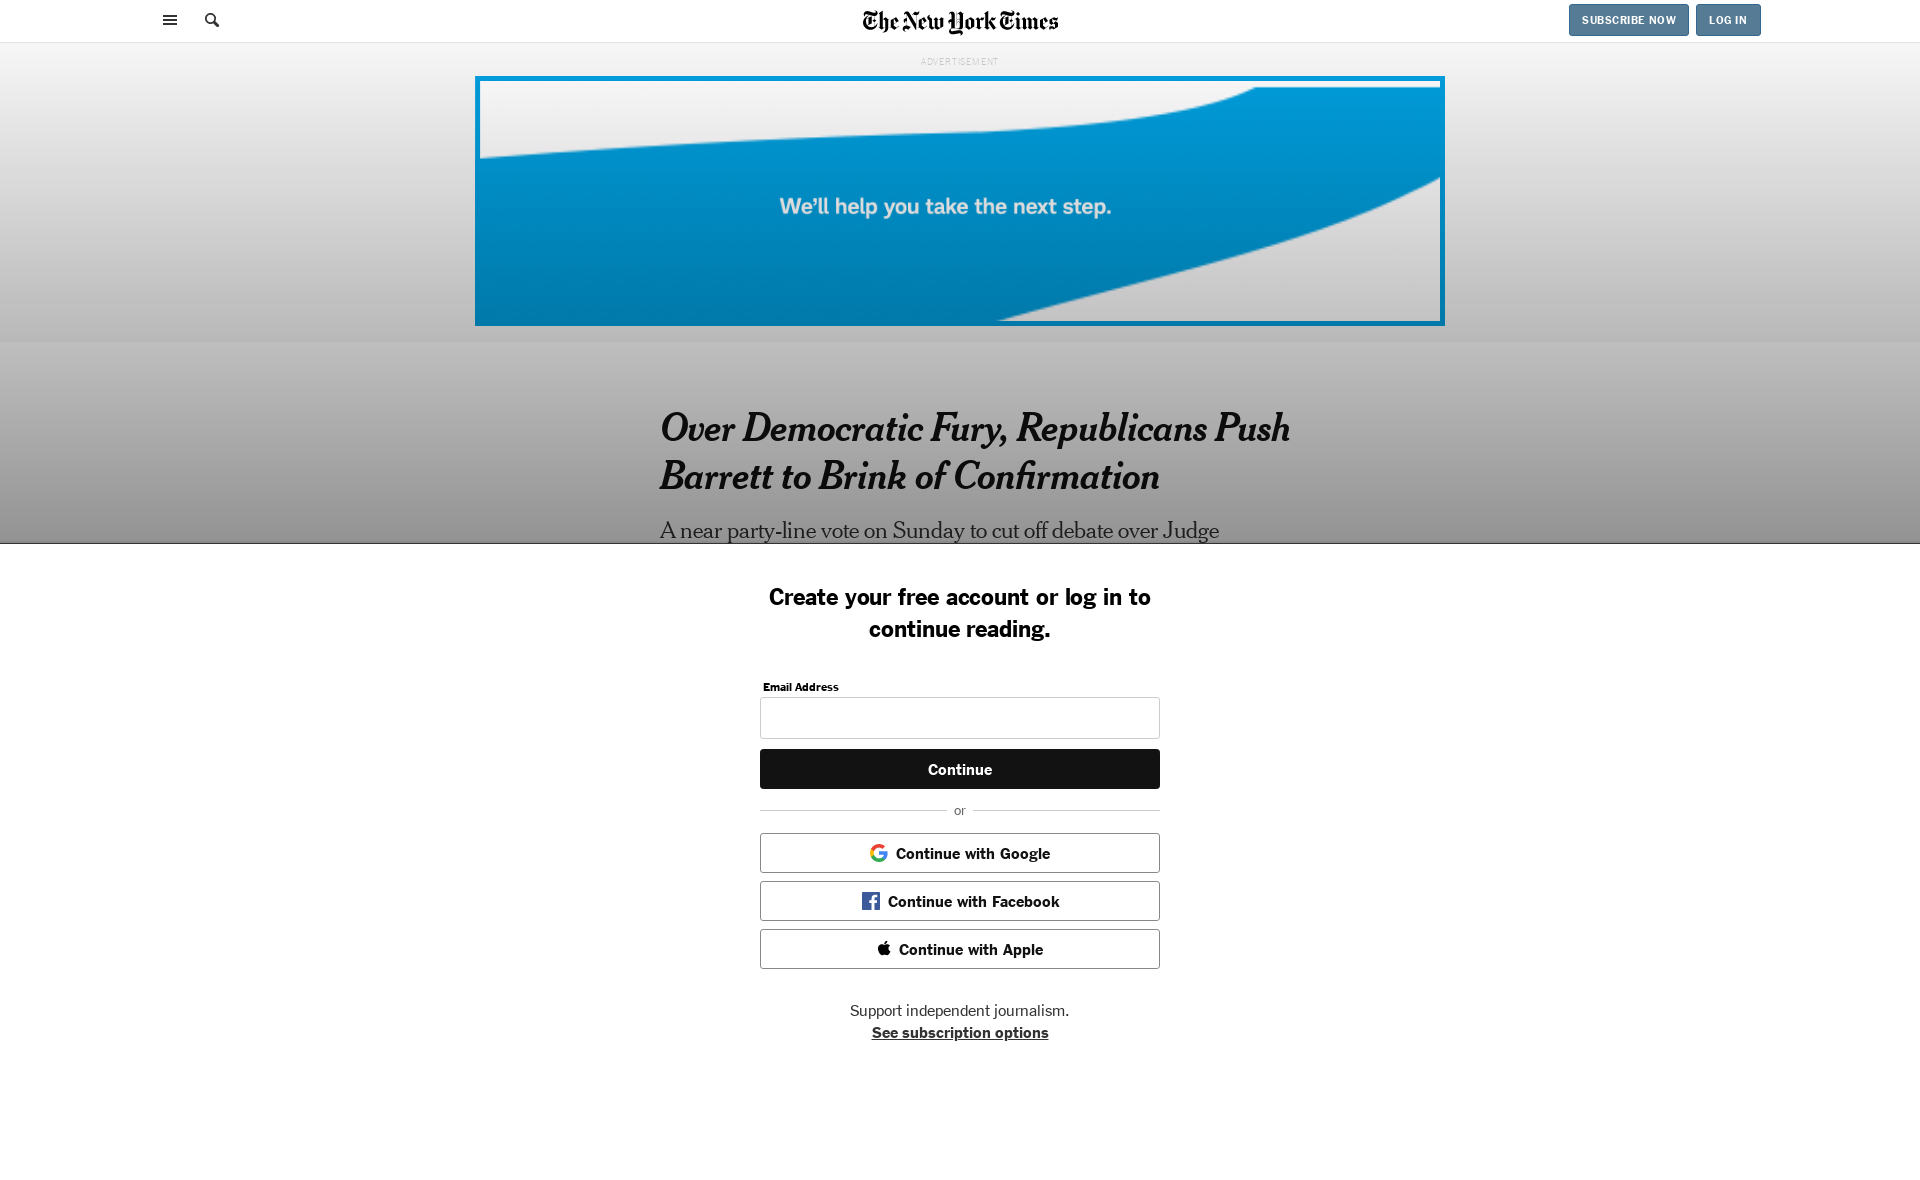 The New York Times
SUBSCRIBE NOW
LOG IN
ADVERTISEMENT
We'll help you take the next step.
Over Democratic Fury, Republicans Push
Barrett to Brink of Confirmation
A near party-line vote on Sunday to cut off debate over Judge
Create your free account or log in to
continue reading.
Email Address
Continue
or
Continue with Google
Continue with Facebook
Continue with Apple
Support independent journalism.
See subscription options